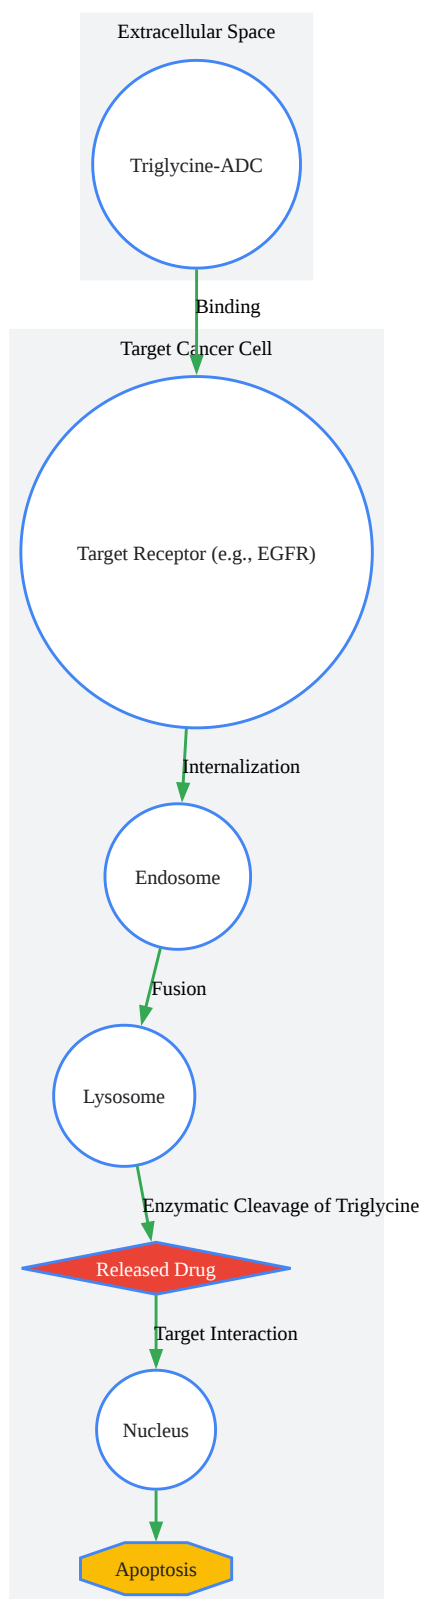 Extracellular Space
Triglycine-ADC
Binding
Target Cancer Cell
Target Receptor (e.g., EGFR)
Internalization
Endosome
Fusion
Lysosome
Enzymatic Cleavage of Triglycine
Released Drug
Target Interaction
Nucleus
Apoptosis